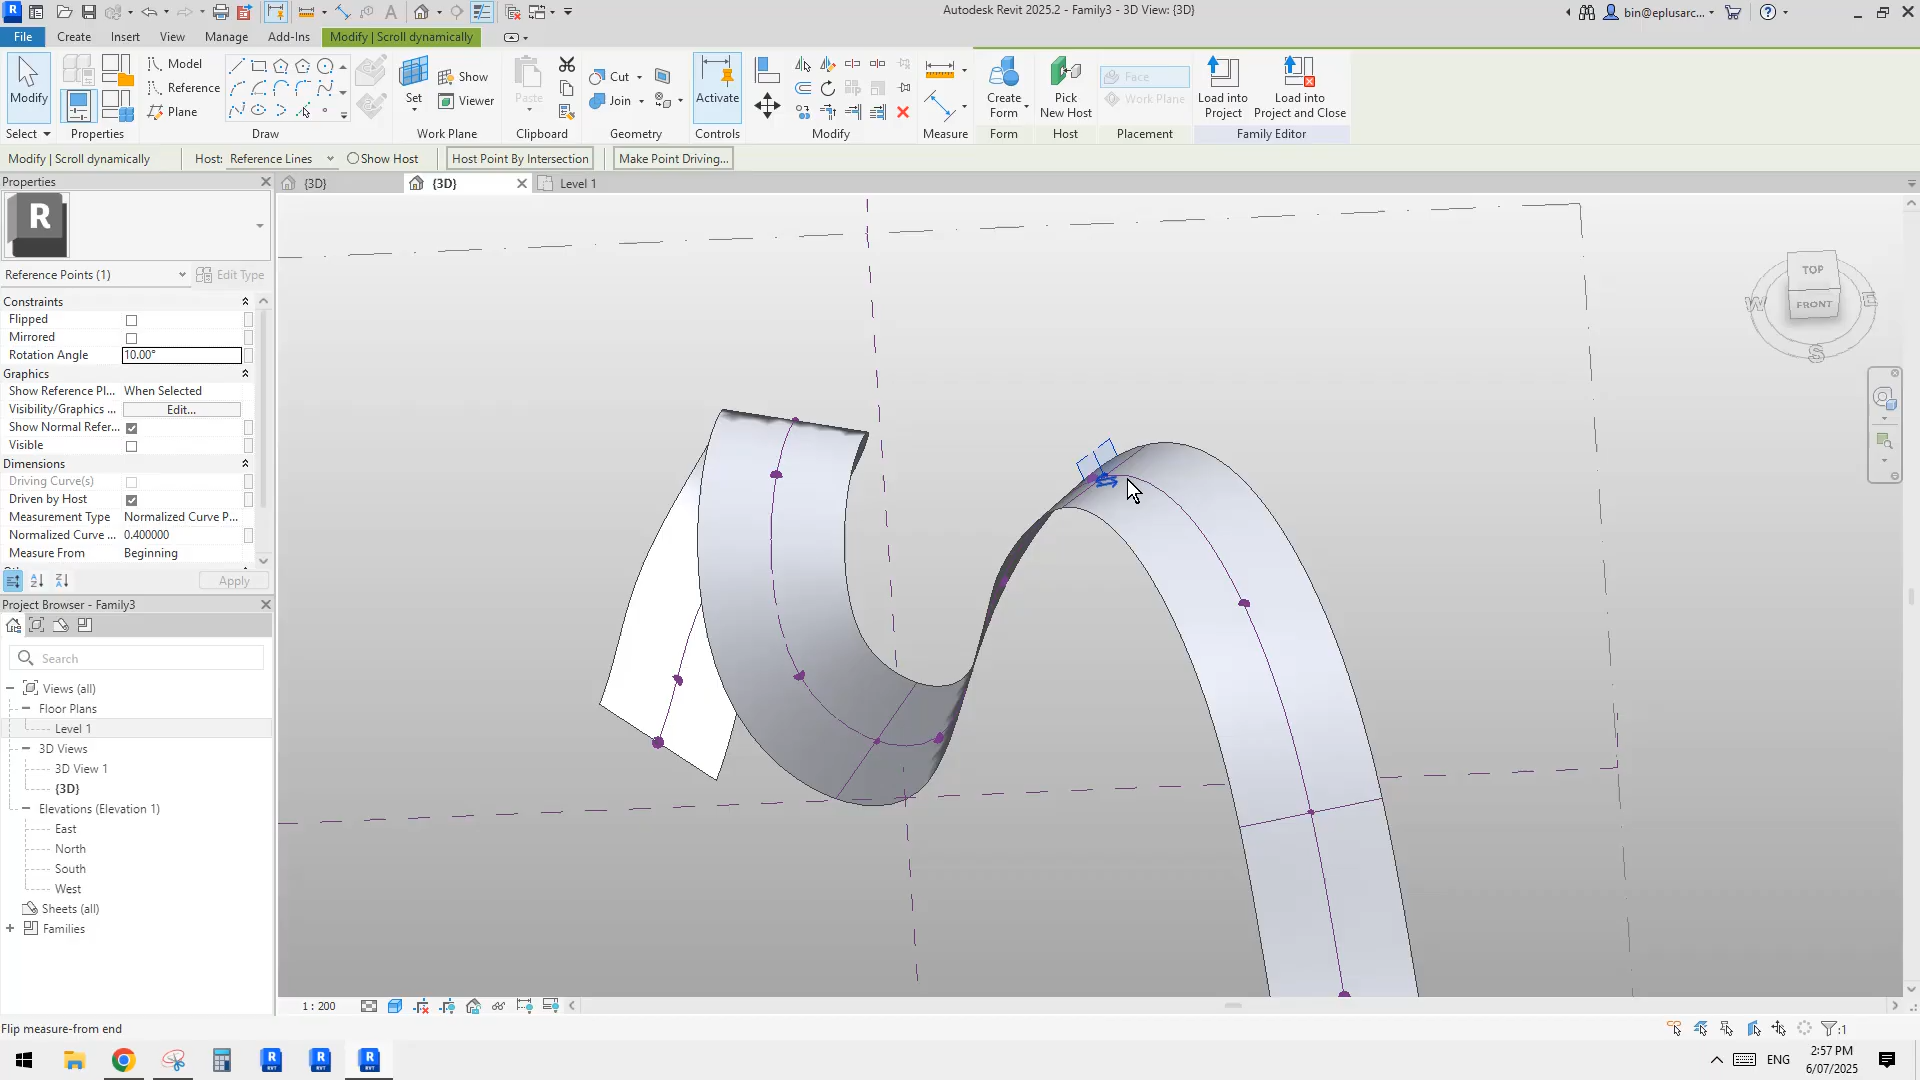 Autodesk Revit 2025.2 - Family3 - 3D View: {3D}
bin@eplusarc...
File
Create
Insert
View
Manage
Add-Ins
Modify | Scroll dynamically
Modify
Model
Reference
Plane
Set
Show
Viewer
Paste
Cut
Join
Activate
Create Form
Pick New Host
Face
Work Plane
Load into Project
Load into Project and Close
Select
Properties
Draw
Work Plane
Clipboard
Geometry
Controls
Modify
Measure
Form
Host
Placement
Family Editor
Modify | Scroll dynamically
Host:
Reference Lines
Show Host
Host Point By Intersection
Make Point Driving...
Properties
{3D}
{3D}
Level 1
R
Reference Points (1)
Edit Type
Constraints
Flipped
Mirrored
Rotation Angle
10.00°
Graphics
Show Reference Pl...
When Selected
Visibility/Graphics ...
Edit...
Show Normal Refer...
Visible
Dimensions
Driving Curve(s)
Driven by Host
Measurement Type
Normalized Curve P...
Normalized Curve ...
0.400000
Measure From
Beginning
Apply
Project Browser - Family3
Search
Views (all)
Floor Plans
Level 1
3D Views
3D View 1
{3D}
Elevations (Elevation 1)
East
North
South
West
Sheets (all)
Families
TOP
FRONT
W
E
S
1 : 200
Flip measure-from end
:1
ENG
2:57 PM
6/07/2025